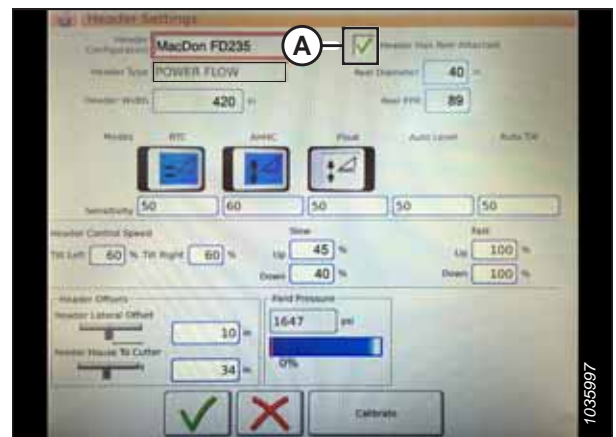 Header Settings
Header Configuration MacDon FD235 A Header Has Reel Attached
Header Type POWER FLOW Reel Diameter 40 in
Header Width 420 in Reel PPR 89
Modes RTC AHHC Float Auto Level Auto Tilt
Sensitivity 50 60 50 50 50
Header Control Speed Slow Fast
Tilt Left 60 % Tilt Right 60 % Up 45 % Up 100 %
Down 40 % Down 100 %
Header Offsets Field Pressure
Header Lateral Offset 10 in 1647 psi
Feeder House To Cutter 34 in 0%
Calibrate
1035997